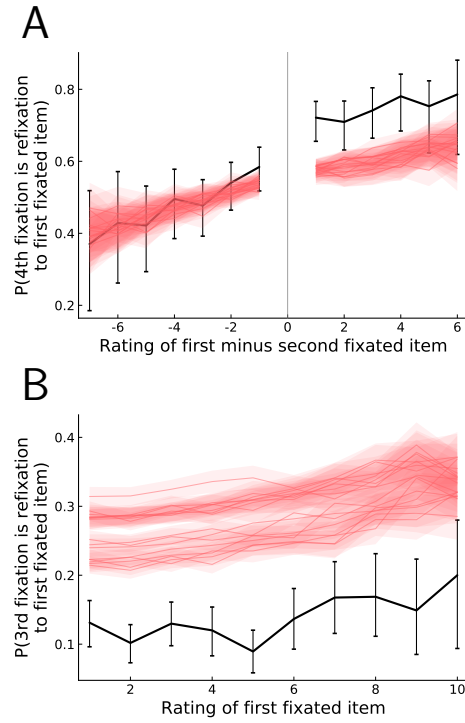 A
P(4th fixation is refixation
to first fixated item)
0.8
0.6
0.4
0.2
-6 -4 -2 0 2 4 6
Rating of first minus second fixated item
B
P(3rd fixation is refixation
to first fixated item)
0.4
0.3
0.2
0.1
2 4 6 8 10
Rating of first fixated item